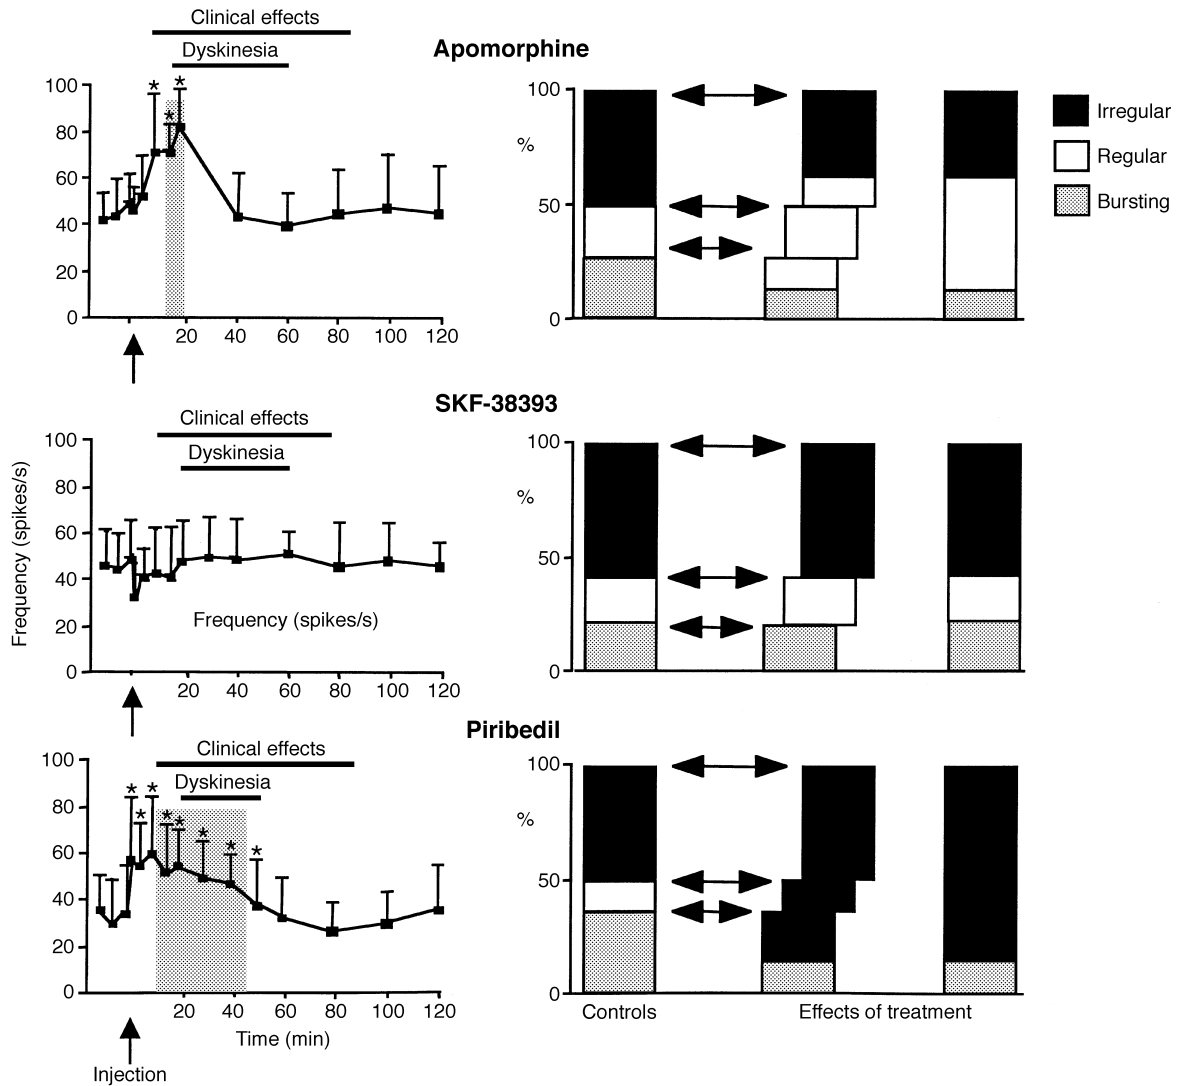 Clinical effects
Dyskinesia
Apomorphine
100
80
60
40
20
0
* * *
20 40 60 80 100 120
100
%
50
0
Irregular
Regular
Bursting
SKF-38393
Clinical effects
Dyskinesia
Frequency (spikes/s)
100
80
60
40
20
0
Frequency (spikes/s)
20 40 60 80 100 120
100
%
50
0
Piribedil
Clinical effects
Dyskinesia
100
80
60
40
20
0
* * * * * * * *
20 40 60 80 100 120
Time (min)
Injection
100
%
50
0
Controls
Effects of treatment